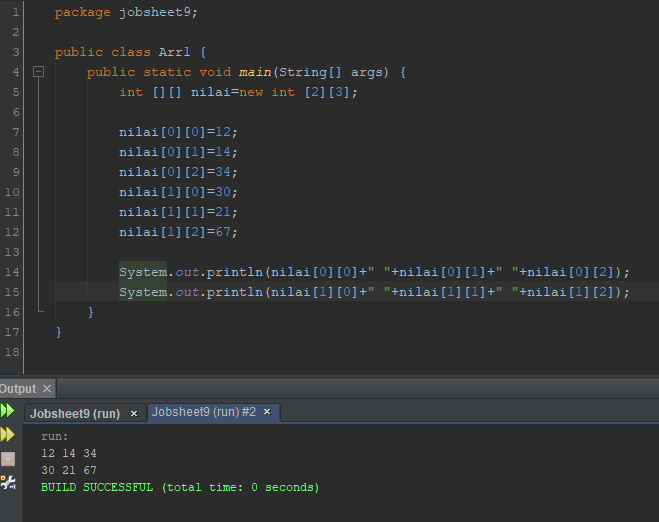 1 package jobsheet9;
2
3 public class Arr1 {
4 public static void main(String[] args) {
5 int [][] nilai=new int [2][3];
6
7 nilai[0][0]=12;
8 nilai[0][1]=14;
9 nilai[0][2]=34;
10 nilai[1][0]=30;
11 nilai[1][1]=21;
12 nilai[1][2]=67;
13
14 System.out.println(nilai[0][0]+" "+nilai[0][1]+" "+nilai[0][2]);
15 System.out.println(nilai[1][0]+" "+nilai[1][1]+" "+nilai[1][2]);
16 }
17 }
18
Output ×
Jobsheet9 (run) × Jobsheet9 (run) #2 ×
run:
12 14 34
30 21 67
BUILD SUCCESSFUL (total time: 0 seconds)